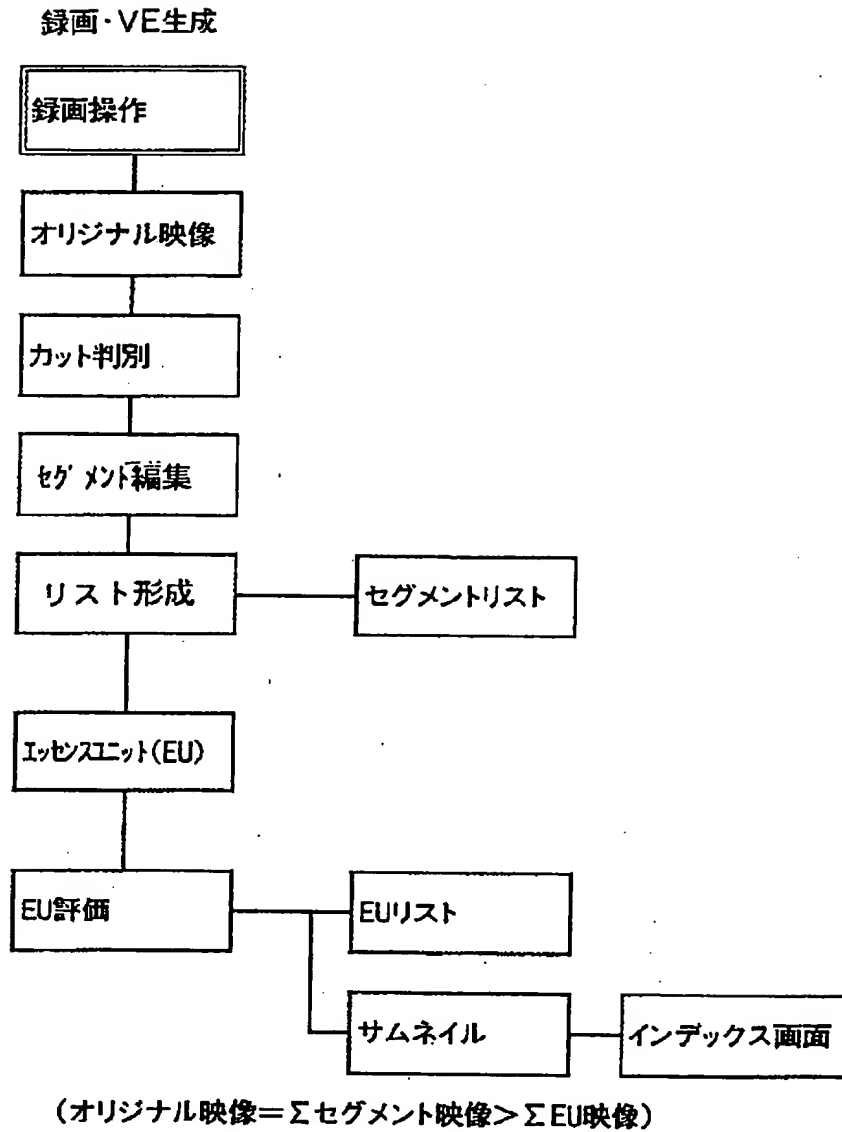 録画・VE生成
録画操作
オリジナル映像
カット判別
セグメント編集
リスト形成
セグメントリスト
エッセンスユニット(EU)
EU評価
EUリスト
サムネイル
インデックス画面
(オリジナル映像=Σセグメント映像>ΣEU映像)